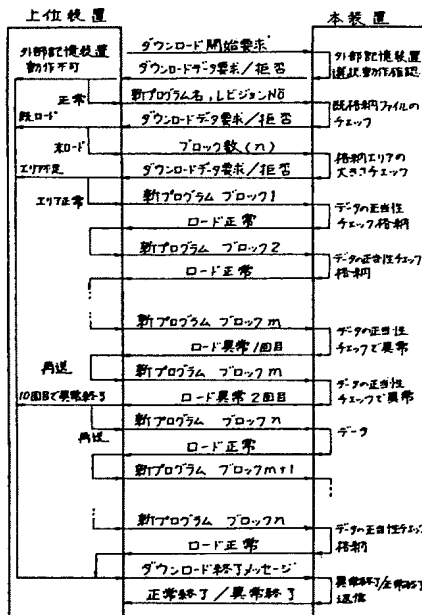 上位装置
本装置
ダウンロード開始要求
外部記憶装置
動作不可
外部記憶装置
選択,動作確認
ダウンロードデータ要求/拒否
正常
新プログラム名,レビジョンNO
既ロード
既格納ファイルの
チェック
ダウンロードデータ要求/拒否
未ロード
ブロック数(n)
格納エリアの
大きさチェック
エリア不足
ダウンロードデータ要求/拒否
エリア正常
新プログラム ブロック1
データの正当性
チェック,格納
ロード正常
新プログラム ブロック2
データの正当性チェック
格納
ロード正常
新プログラム ブロックm
データの正当性
チェックで異常
ロード異常1回目
再送
新プログラム ブロックm
データの正当性
チェックで異常
10回目で異常終了
ロード異常2回目
再送
新プログラム ブロックn
データ
ロード正常
新プログラム ブロックm+1
新プログラム ブロックn
データの正当性チェック
格納
ロード正常
ダウンロード終了メッセージ
異常終了/正常終了
返信
正常終了/異常終了